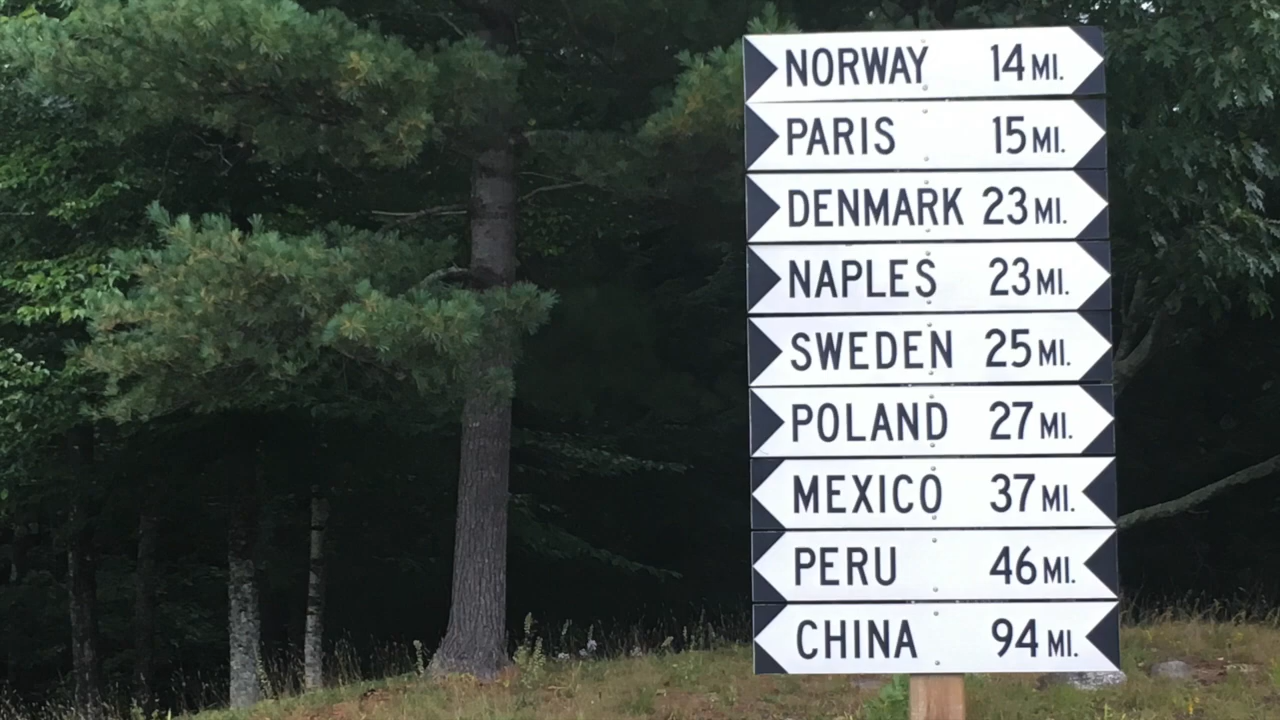 NORWAY 14 MI.
PARIS 15 MI.
DENMARK 23 MI.
NAPLES 23 MI.
SWEDEN 25 MI.
POLAND 27 MI.
MEXICO 37 MI.
PERU 46 MI.
CHINA 94 MI.